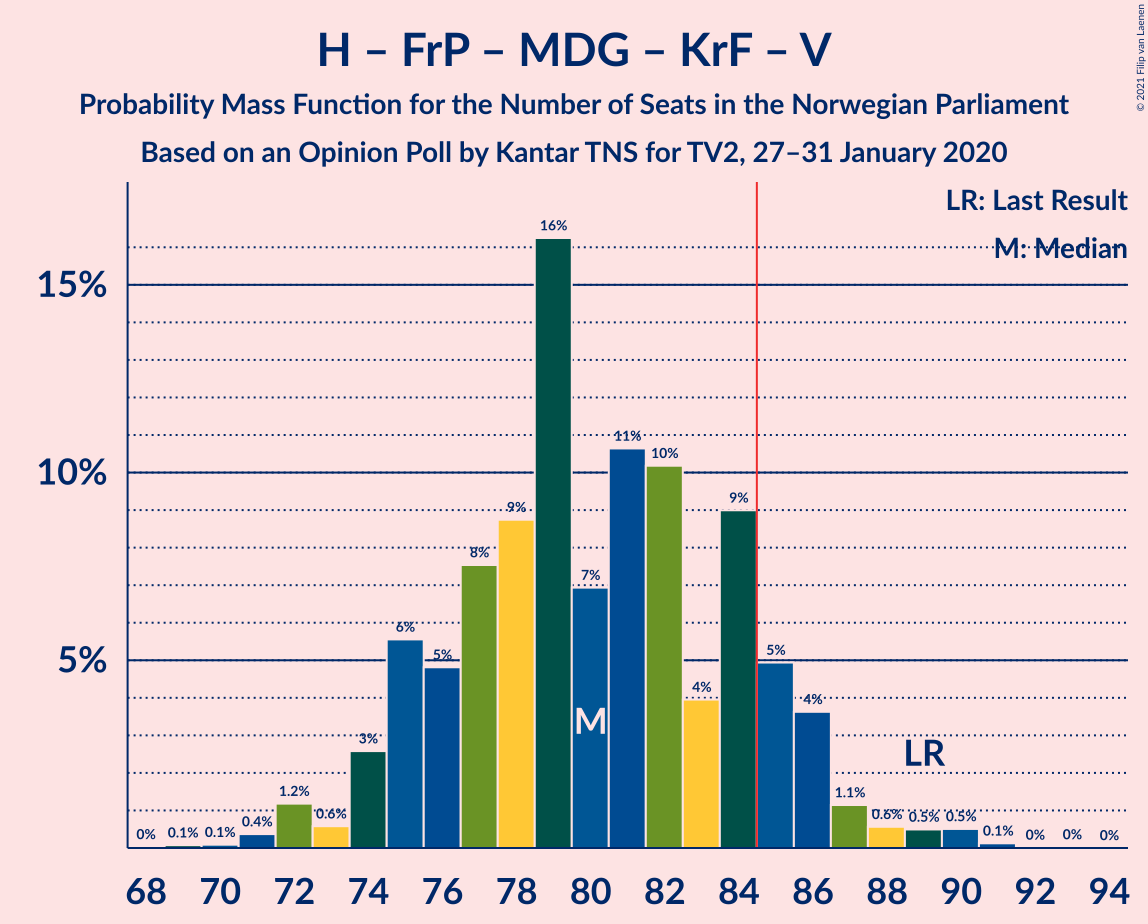 H – FrP – MDG – KrF – V
Probability Mass Function for the Number of Seats in the Norwegian Parliament
Based on an Opinion Poll by Kantar TNS for TV2, 27–31 January 2020
© 2021 Filip van Laenen
LR: Last Result
M: Median
15%
10%
5%
0% 0.1% 0.1% 0.4% 1.2% 0.6% 3% 6% 5% 8% 9% 16% 7% 11% 10% 4% 9% 5% 4% 1.1% 0.6% 0.5% 0.5% 0.1% 0% 0% 0%
M
LR
68 70 72 74 76 78 80 82 84 86 88 90 92 94